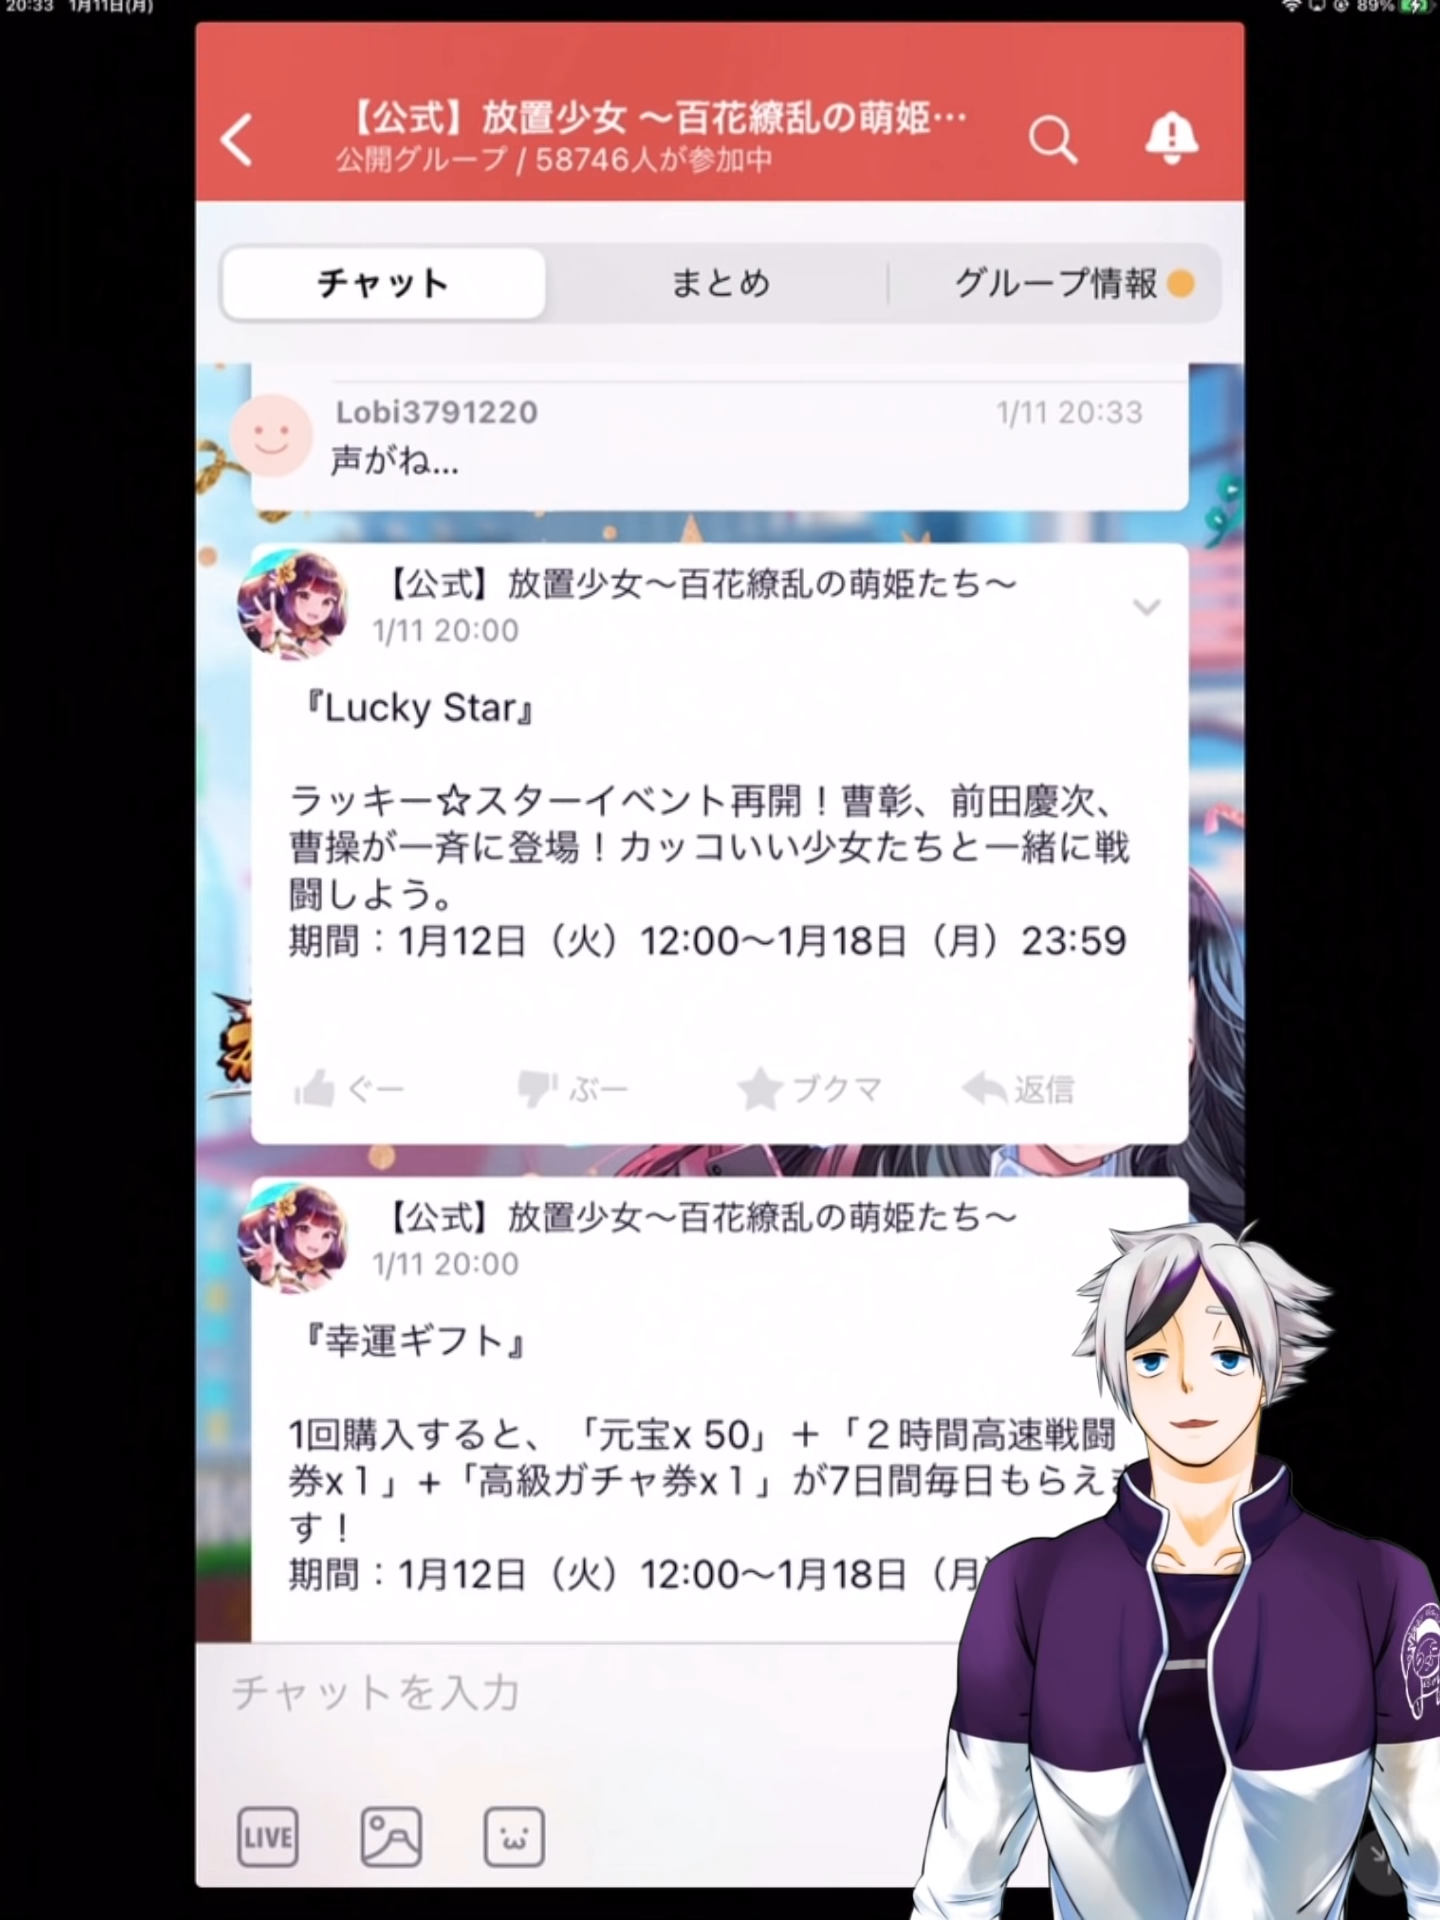 20:33 1月11日(月)
89%
【公式】放置少女 〜百花繚乱の萌姫…
公開グループ / 58746人が参加中
チャット
まとめ
グループ情報
Lobi3791220
1/11 20:33
声がね...
【公式】放置少女〜百花繚乱の萌姫たち〜
1/11 20:00
『Lucky Star』
ラッキー☆スターイベント再開！曹彰、前田慶次、
曹操が一斉に登場！カッコいい少女たちと一緒に戦
闘しよう。
期間：1月12日（火）12:00〜1月18日（月）23:59
ぐー
ぶー
ブクマ
返信
【公式】放置少女〜百花繚乱の萌姫たち〜
1/11 20:00
『幸運ギフト』
1回購入すると、「元宝x 50」＋「２時間高速戦闘
券x１」+「高級ガチャ券x１」が7日間毎日もらえま
す！
期間：1月12日（火）12:00〜1月18日（月
チャットを入力
LIVE